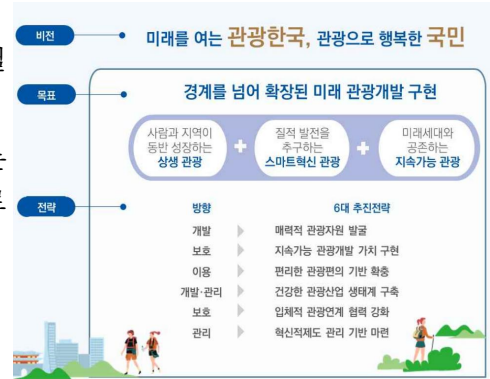 비전
미래를 여는 관광한국, 관광으로 행복한 국민
목표
경계를 넘어 확장된 미래 관광개발 구현
사람과 지역이
동반 성장하는
상생 관광
+
질적 발전을
추구하는
스마트혁신 관광
+
미래세대와
공존하는
지속가능 관광
전략
방향 6대 추진전략
개발 매력적 관광자원 발굴
보호 지속가능 관광개발 가치 구현
이용 편리한 관광편의 기반 확충
개발·관리 건강한 관광산업 생태계 구축
보호 입체적 관광연계 협력 강화
관리 혁신적제도 관리 기반 마련